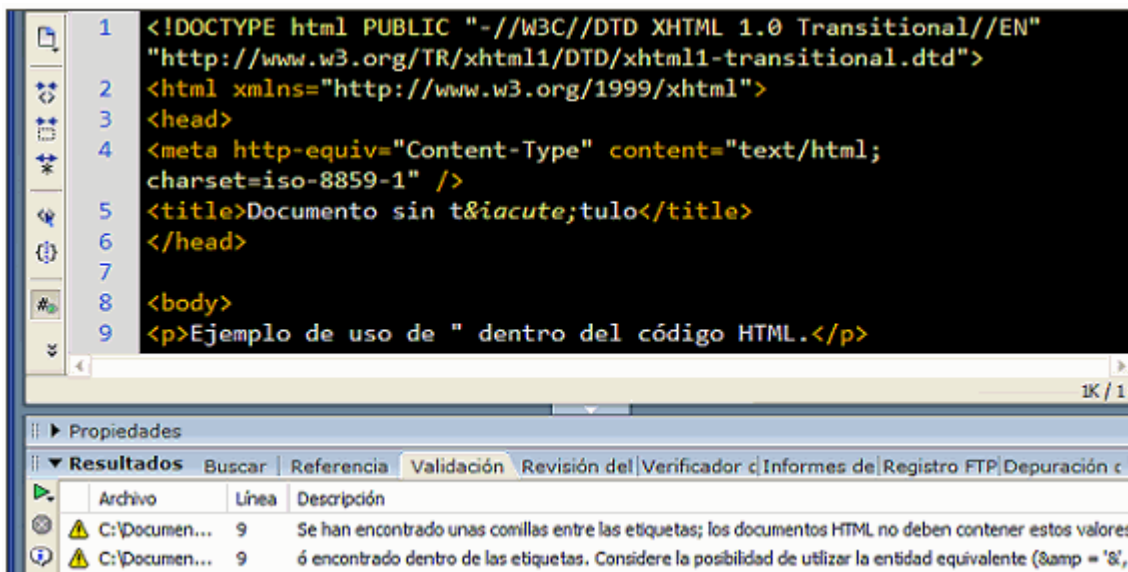 1 <!DOCTYPE html PUBLIC "-//W3C//DTD XHTML 1.0 Transitional//EN"
"http://www.w3.org/TR/xhtml1/DTD/xhtml1-transitional.dtd">
2 <html xmlns="http://www.w3.org/1999/xhtml">
3 <head>
4 <meta http-equiv="Content-Type" content="text/html;
charset=iso-8859-1" />
5 <title>Documento sin t&iacute;tulo</title>
6 </head>
7
8 <body>
9 <p>Ejemplo de uso de " dentro del código HTML.</p>
1K / 1
Propiedades
Resultados Buscar Referencia Validación Revisión del Verificador c Informes de Registro FTP Depuración c
Archivo Línea Descripción
C:\Documen... 9 Se han encontrado unas comillas entre las etiquetas; los documentos HTML no deben contener estos valores
C:\Documen... 9 ó encontrado dentro de las etiquetas. Considere la posibilidad de utilizar la entidad equivalente (&amp = '&',